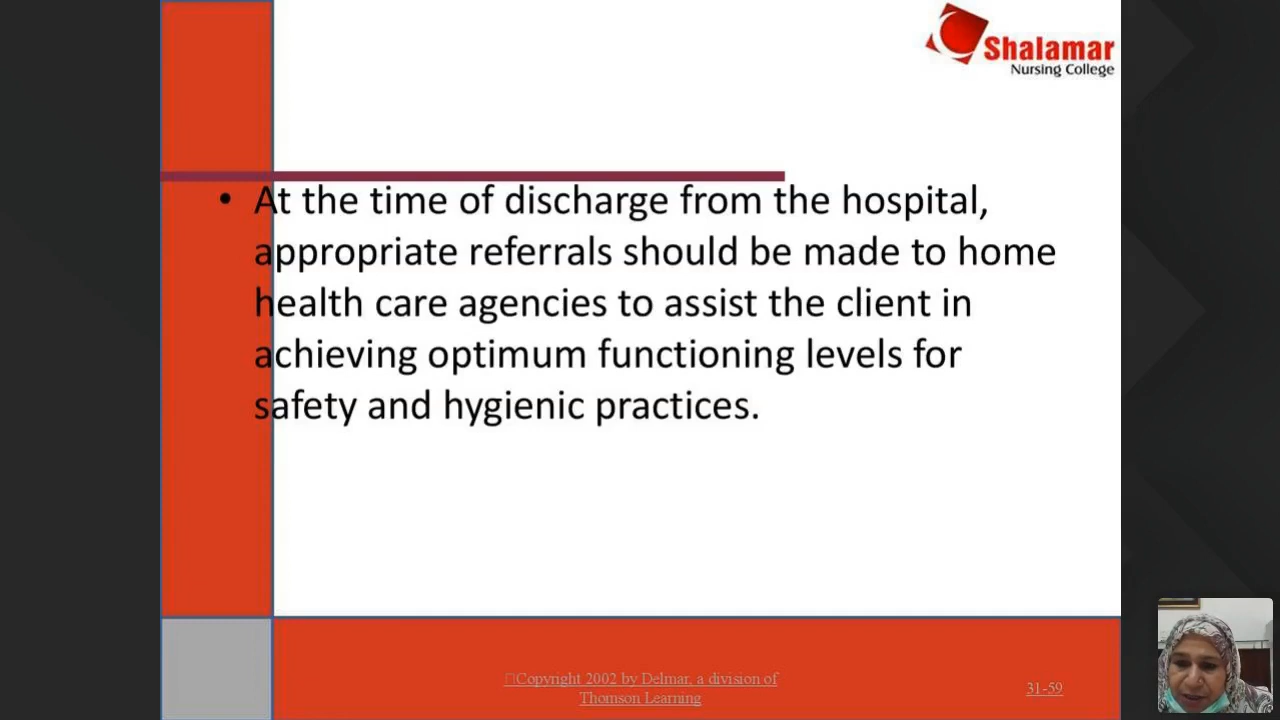 Shalamar
Nursing College
• At the time of discharge from the hospital,
appropriate referrals should be made to home
health care agencies to assist the client in
achieving optimum functioning levels for
safety and hygienic practices.
Copyright 2002 by Delmar, a division of
Thomson Learning
31-59